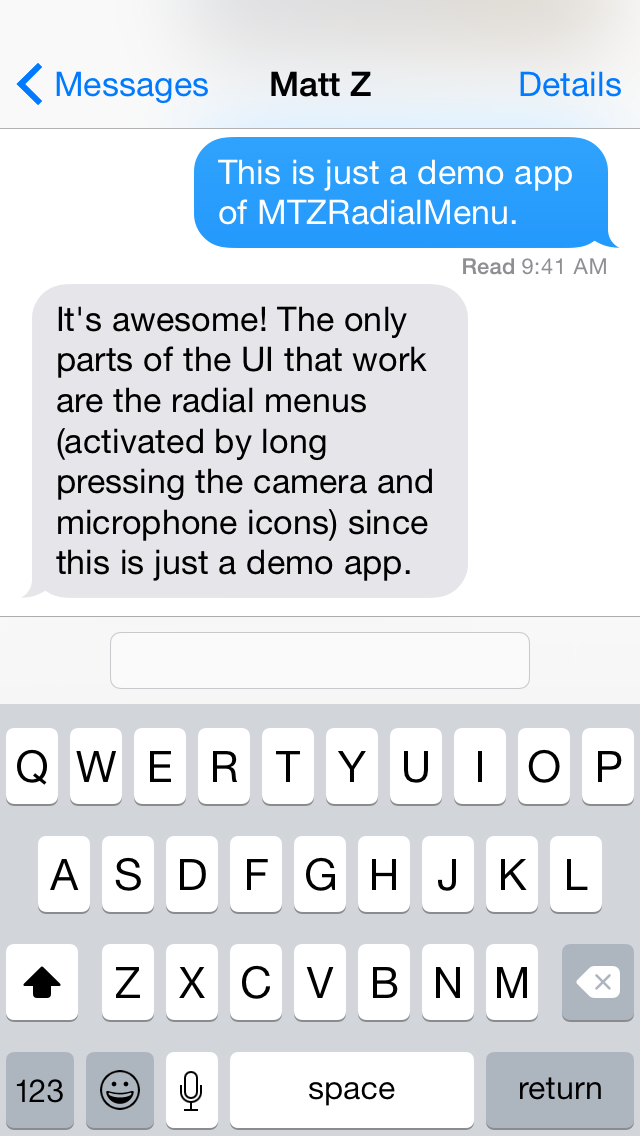 Messages Matt Z Details
This is just a demo app
of MTZRadialMenu.
Read 9:41 AM
It's awesome! The only
parts of the UI that work
are the radial menus
(activated by long
pressing the camera and
microphone icons) since
this is just a demo app.
Q W E R T Y U I O P
A S D F G H J K L
Z X C V B N M
123 space return